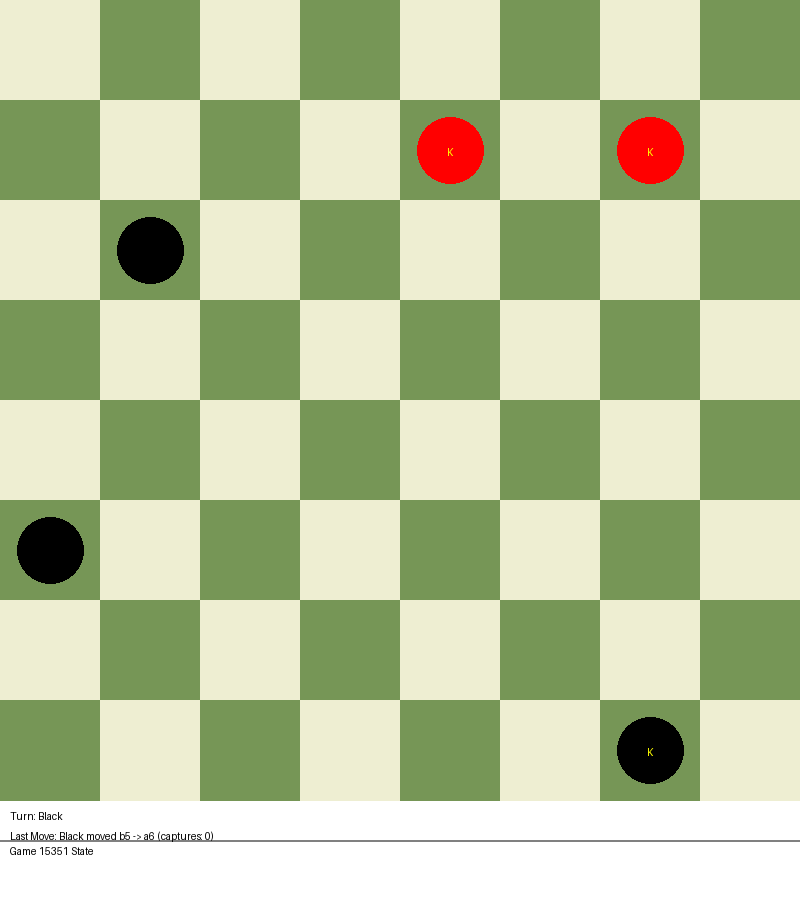 K K
K
Turn: Black
Last Move: Black moved b5 -> a6 (captures: 0)
Game 15351 State